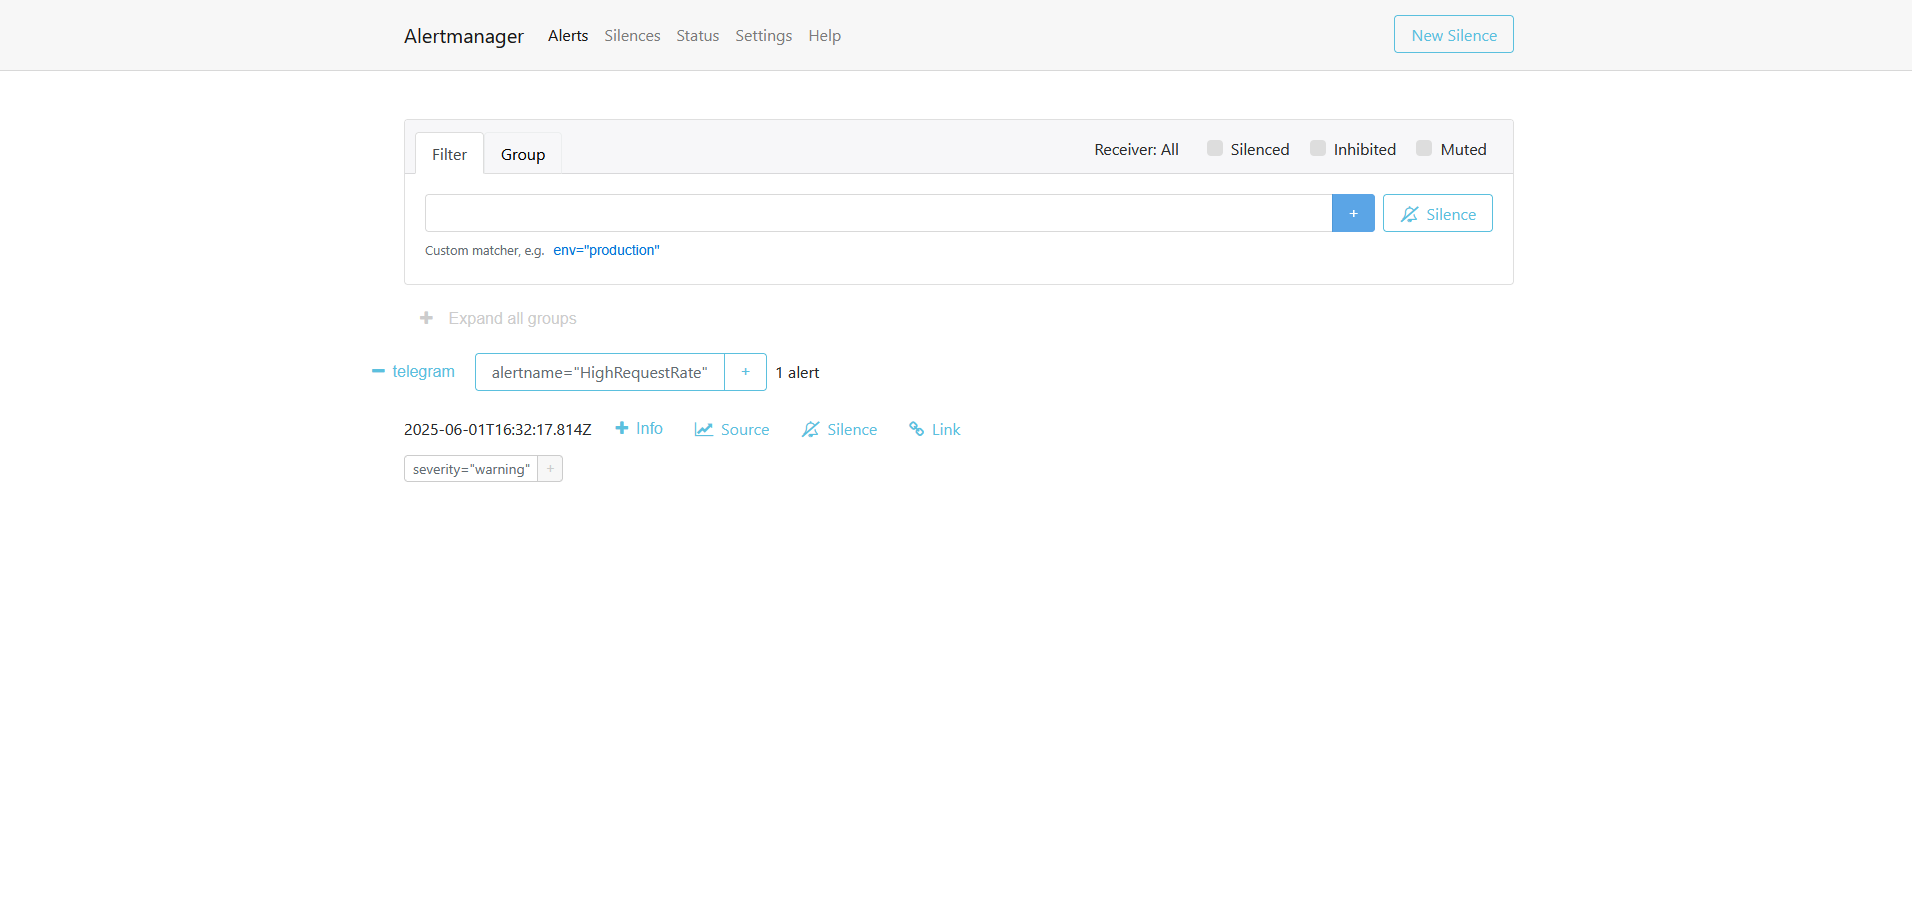 Alertmanager Alerts Silences Status Settings Help New Silence
Filter Group Receiver: All Silenced Inhibited Muted
+ Silence
Custom matcher, e.g. env="production"
+ Expand all groups
− telegram alertname="HighRequestRate" + 1 alert
2025-06-01T16:32:17.814Z + Info Source Silence Link
severity="warning" +